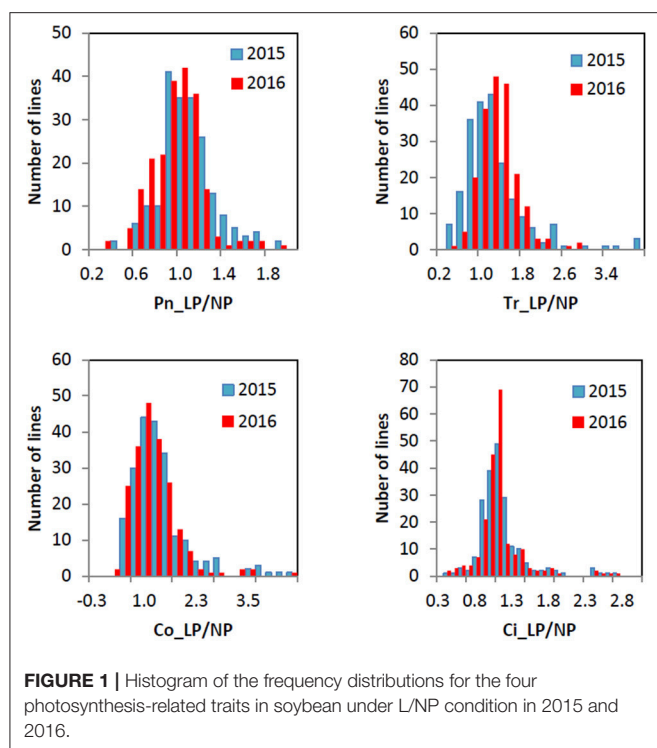 50
40
30
20
10
0
Number of lines
2015
2016
0.2 0.6 1.0 1.4 1.8
Pn_LP/NP
60
50
40
30
20
10
0
Number of lines
2015
2016
0.2 1.0 1.8 2.6 3.4
Tr_LP/NP
60
50
40
30
20
10
0
Number of lines
2015
2016
-0.3 1.0 2.3 3.5
Co_LP/NP
80
70
60
50
40
30
20
10
0
Nuber of lines
2015
2016
0.3 0.8 1.3 1.8 2.3 2.8
Ci_LP/NP
FIGURE 1 | Histogram of the frequency distributions for the four
photosynthesis-related traits in soybean under L/NP condition in 2015 and
2016.